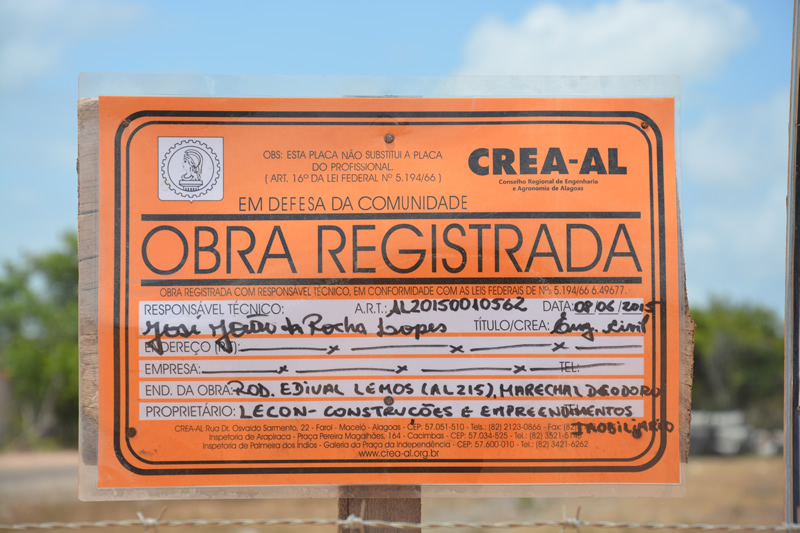 OBS: ESTA PLACA NÃO SUBSTITUI A PLACA
DO PROFISSIONAL.
( ART. 16º DA LEI FEDERAL Nº 5.194/66 )
CREA-AL
Conselho Regional de Engenharia
e Agronomia de Alagoas
EM DEFESA DA COMUNIDADE
OBRA REGISTRADA
OBRA REGISTRADA COM RESPONSÁVEL TÉCNICO, EM CONFORMIDADE COM AS LEIS FEDERAIS DE Nºs 5.194/66 6.496/77
RESPONSÁVEL TÉCNICO: A.R.T.: AL20150010562 DATA: 09/06/2015
Rocha Lopes TÍTULO/CREA: Eng. Civil
ENDEREÇO
EMPRESA: TEL:
END. DA OBRA: ROD. EDIVAL LEMOS (AL215), MARECHAL DEODORO
PROPRIETÁRIO: LECON- CONSTRUCÕES E EMPREENDIMENTOS
IMOBILIÁRIO
CREA-AL Rua Dr. Osvaldo Sarmento, 22 - Farol - Maceió - Alagoas - CEP: 57.051-510 - Tels.: (82) 2123-0866 - Fax: (82)
Inspetoria de Arapiraca - Praça Pereira Magalhães, 164 - Cacimbas - CEP: 57.034-525 - Tel.: (82)
Inspetoria de Palmeira dos Índios - Galeria da Praça da Independência - CEP: 57.600-010 - Tel.: (82) 3421-6262
www.crea-al.org.br